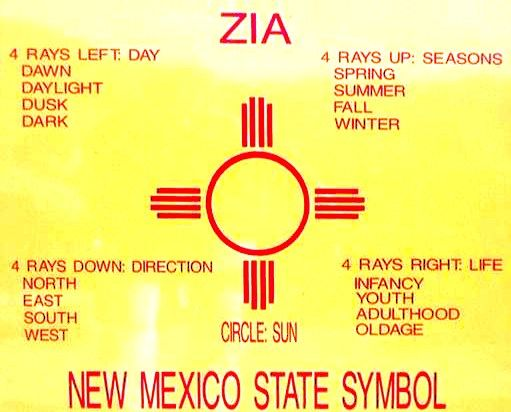 ZIA
4 RAYS LEFT: DAY
DAWN
DAYLIGHT
DUSK
DARK
4 RAYS UP: SEASONS
SPRING
SUMMER
FALL
WINTER
4 RAYS DOWN: DIRECTION
NORTH
EAST
SOUTH
WEST
4 RAYS RIGHT: LIFE
INFANCY
YOUTH
ADULTHOOD
OLDAGE
CIRCLE: SUN
NEW MEXICO STATE SYMBOL